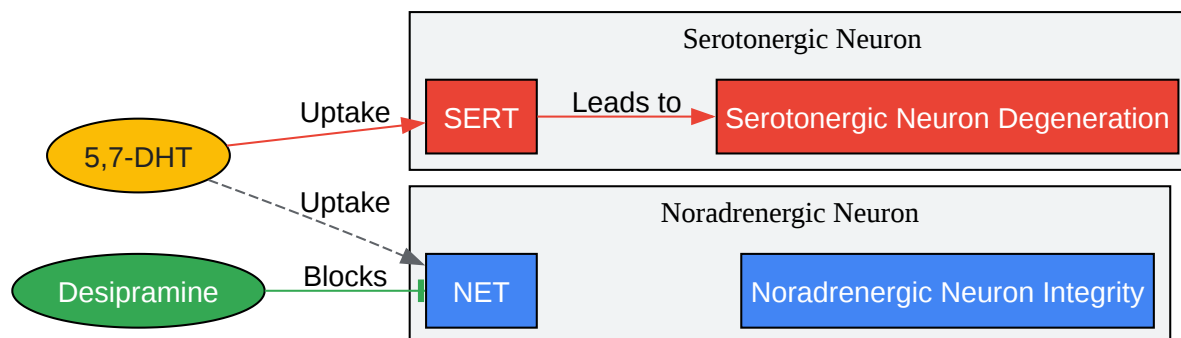 Serotonergic Neuron
Uptake
SERT
Leads to
Serotonergic Neuron Degeneration
5,7-DHT
Uptake
Noradrenergic Neuron
Desipramine
Blocks
NET
Noradrenergic Neuron Integrity